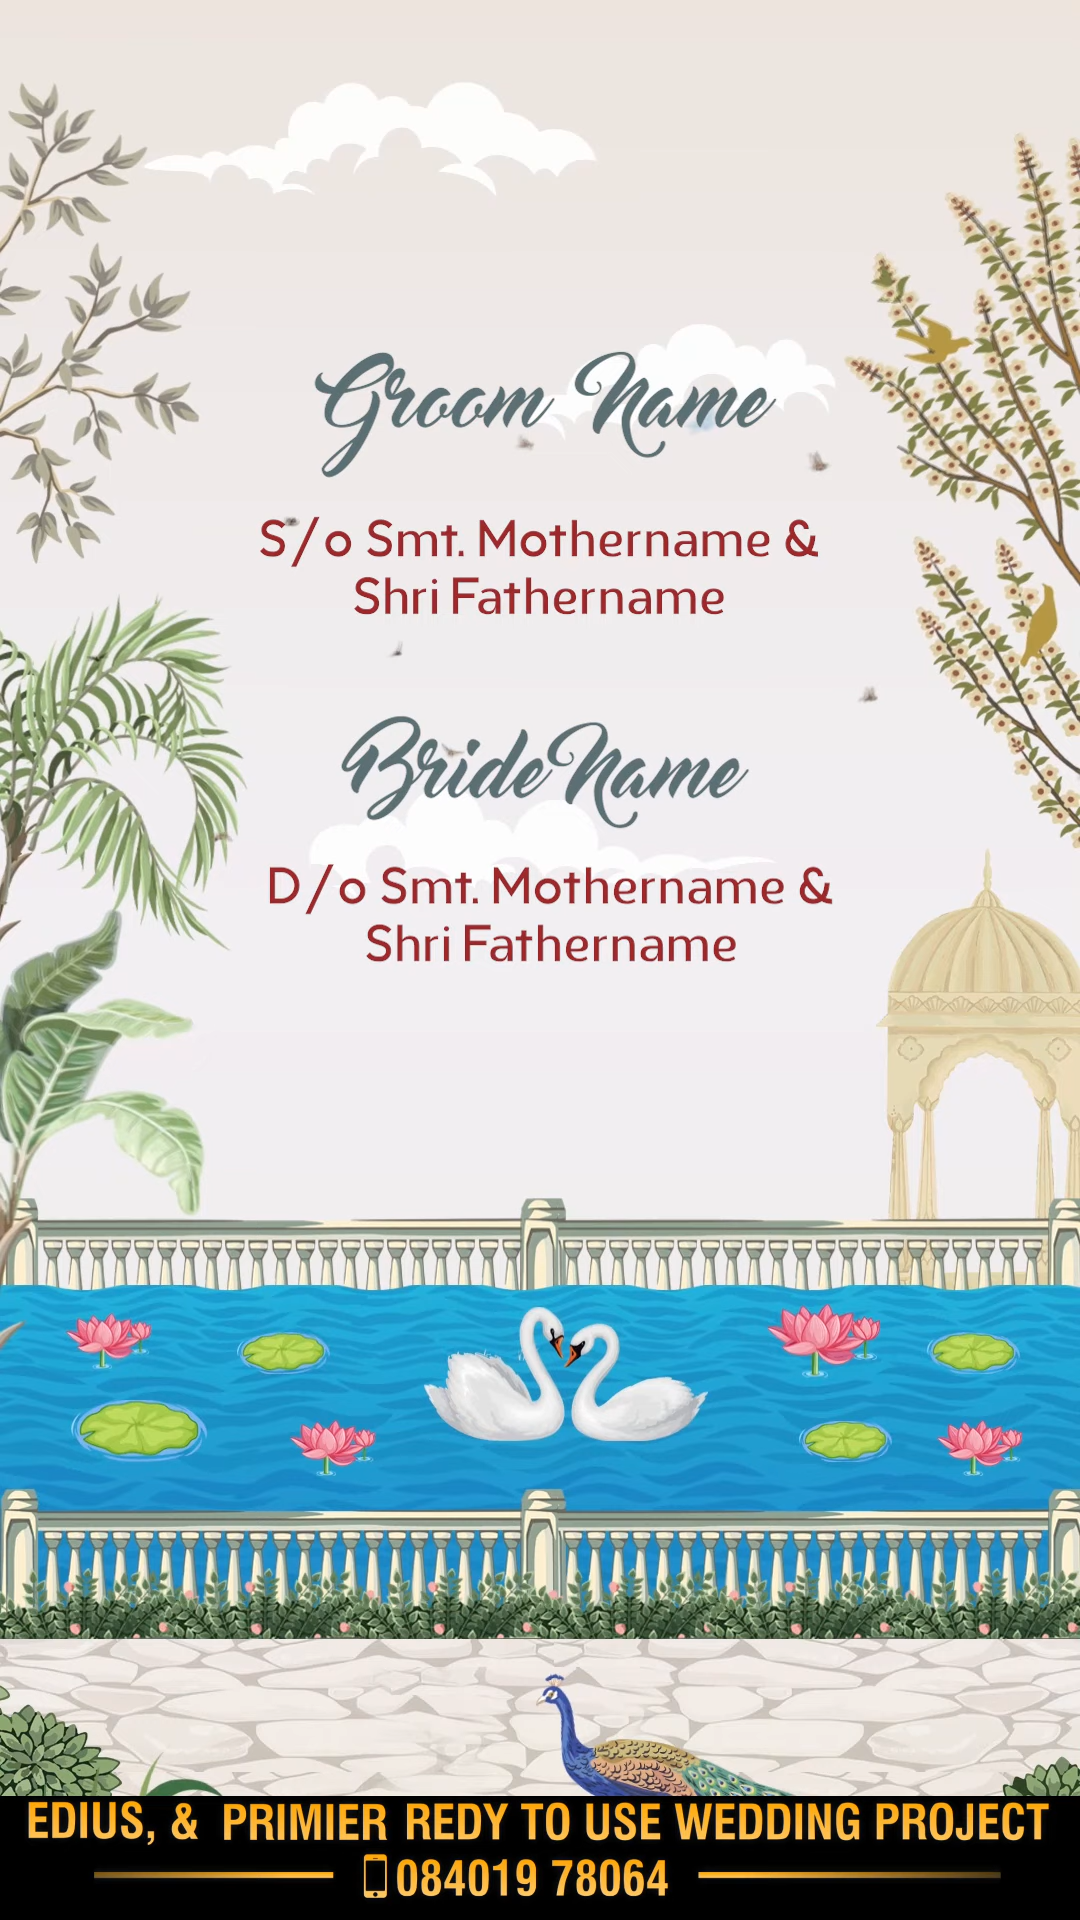 Groom Name
S/o Smt. Mothername &
Shri Fathername
Bride Name
D/o Smt. Mothername &
Shri Fathername
EDIUS, & PRIMIER REDY TO USE WEDDING PROJECT
084019 78064